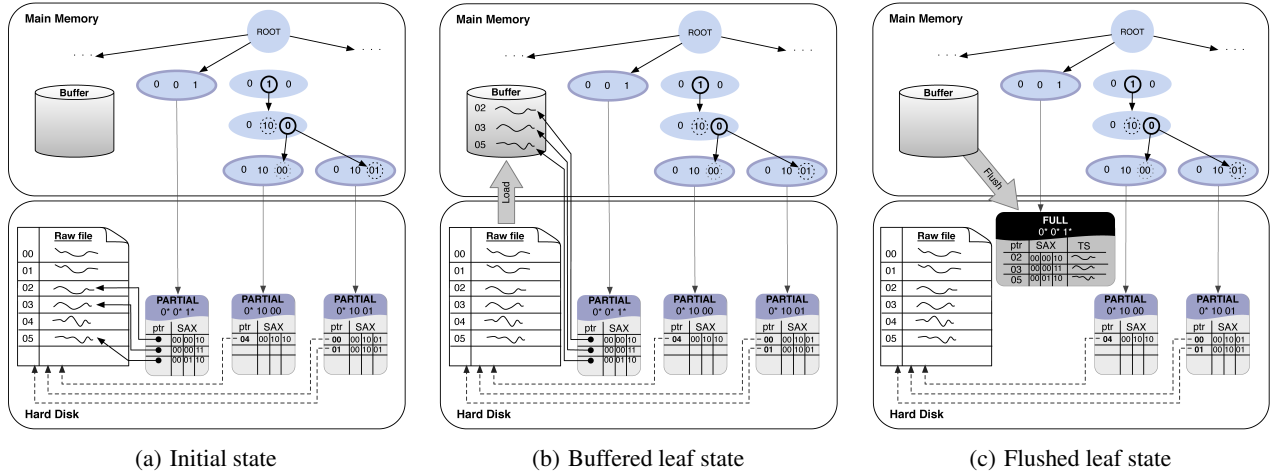 Main Memory
ROOT
. . .
. . .
Buffer
0 0 1
0 1 0
0 10 0
0 10 00
0 10 01
Raw file
00
01
02
03
04
05
PARTIAL
0* 0* 1*
ptr SAX
00 00 10
00 00 11
00 01 10
PARTIAL
0* 10 00
ptr SAX
04 00 10 10
PARTIAL
0* 10 01
ptr SAX
00 00 10 01
01 00 10 01
Hard Disk
(a) Initial state
Main Memory
ROOT
. . .
. . .
Buffer
02
03
05
0 0 1
0 1 0
0 10 0
0 10 00
0 10 01
Load
Raw file
00
01
02
03
04
05
PARTIAL
0* 0* 1*
ptr SAX
00 00 10
00 00 11
00 01 10
PARTIAL
0* 10 00
ptr SAX
04 00 10 10
PARTIAL
0* 10 01
ptr SAX
00 00 10 01
01 00 10 01
Hard Disk
(b) Buffered leaf state
Main Memory
ROOT
. . .
. . .
Buffer
0 0 1
0 1 0
0 10 0
0 10 00
0 10 01
Flush
FULL
0* 0* 1*
ptr SAX TS
02 00 00 10
03 00 00 11
05 00 01 10
Raw file
00
01
02
03
04
05
PARTIAL
0* 10 00
ptr SAX
04 00 10 10
PARTIAL
0* 10 01
ptr SAX
00 00 10 01
01 00 10 01
Hard Disk
(c) Flushed leaf state